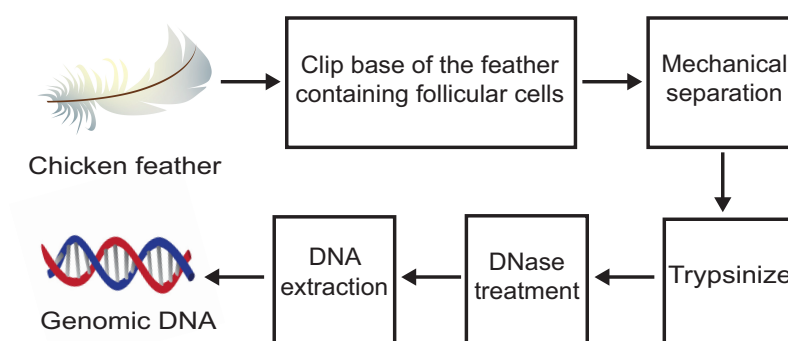 Clip base of the feather
containing follicular cells
Mechanical
separation
Chicken feather
Trypsinize
DNase
treatment
DNA
extraction
Genomic DNA